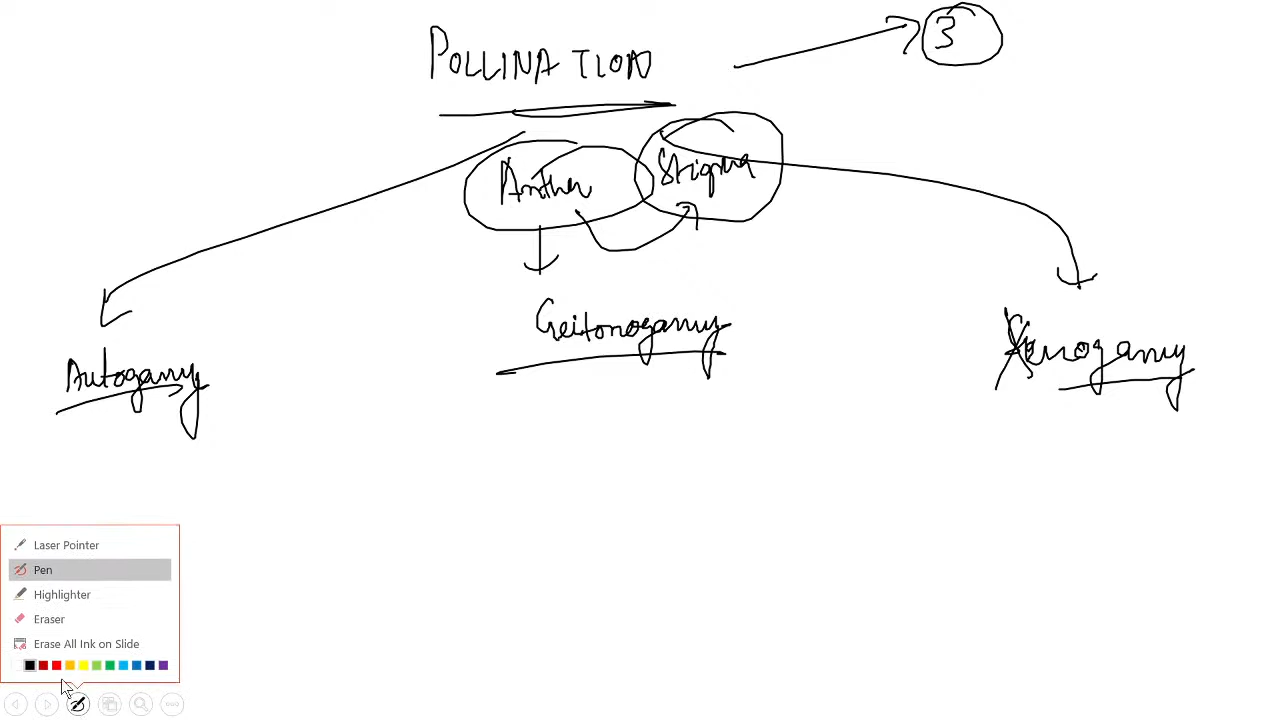 POLLINATION
3
Anther Stigma
Autogamy
Geitonogamy
Xenogamy
Laser Pointer
Pen
Highlighter
Eraser
Erase All Ink on Slide